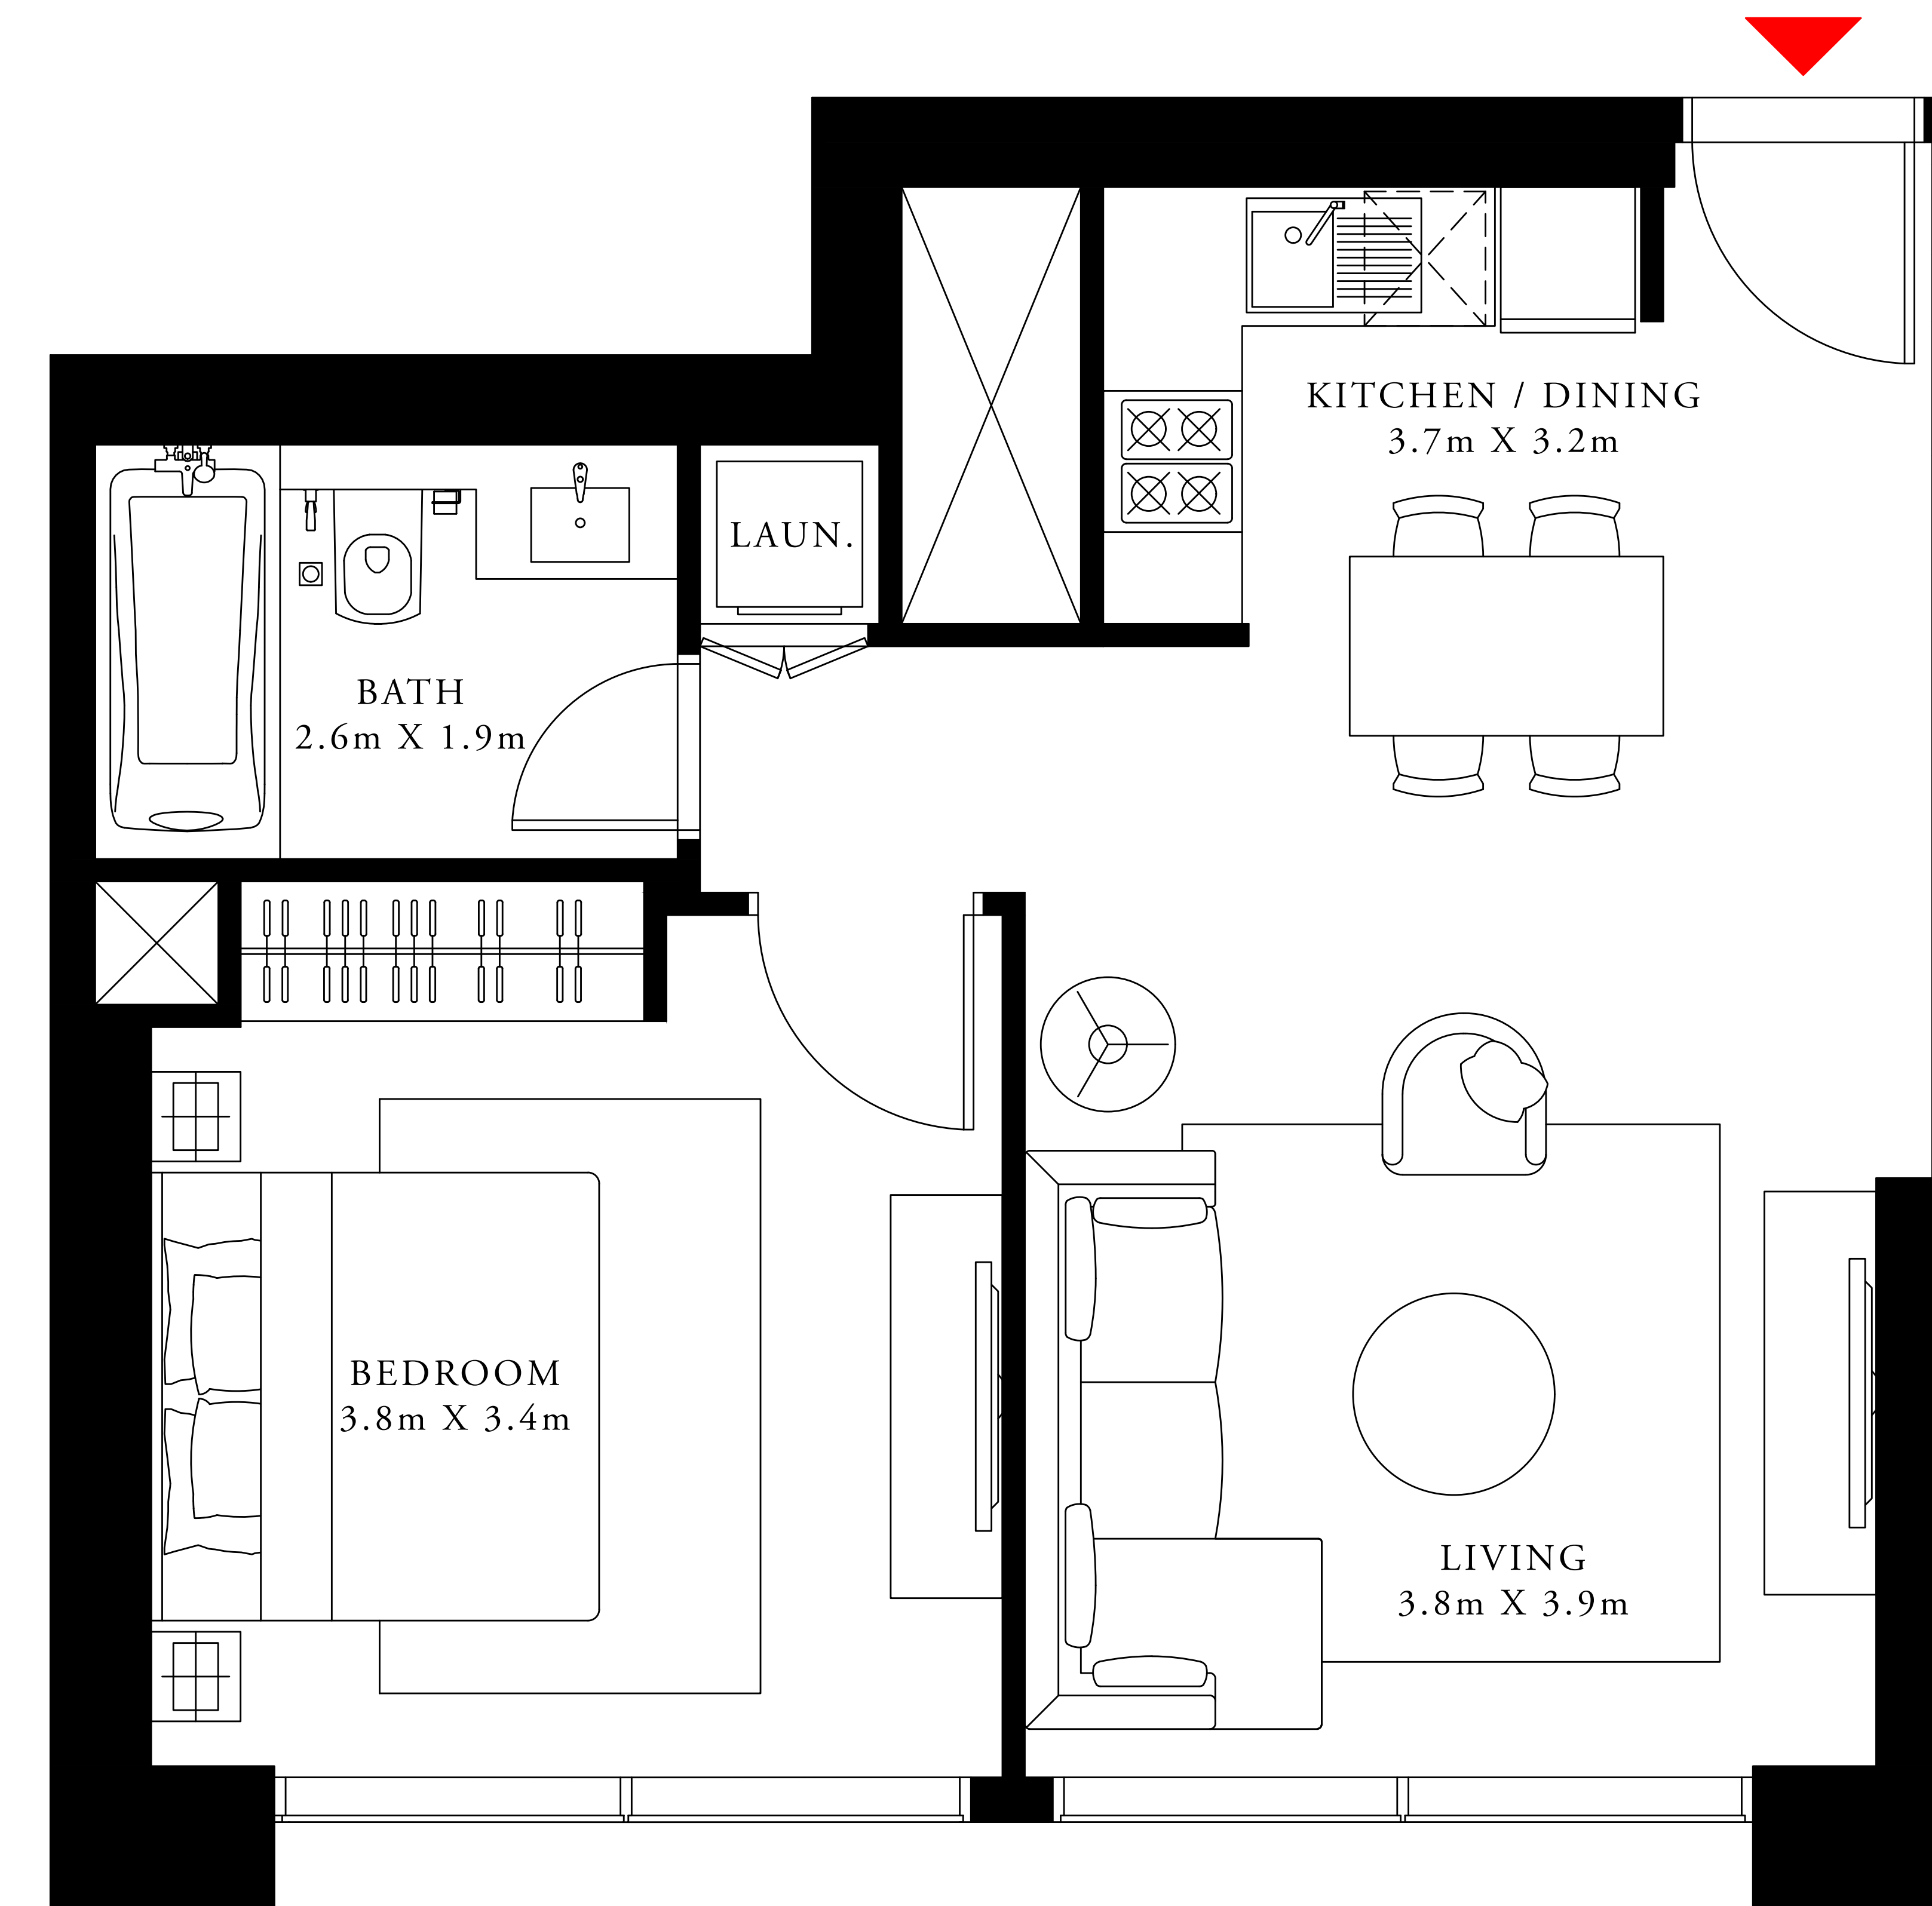 KITCHEN / DINING
3.7m X 3.2m
LAUN.
BATH
2.6m X 1.9m
BEDROOM
3.8m X 3.4m
LIVING
3.8m X 3.9m